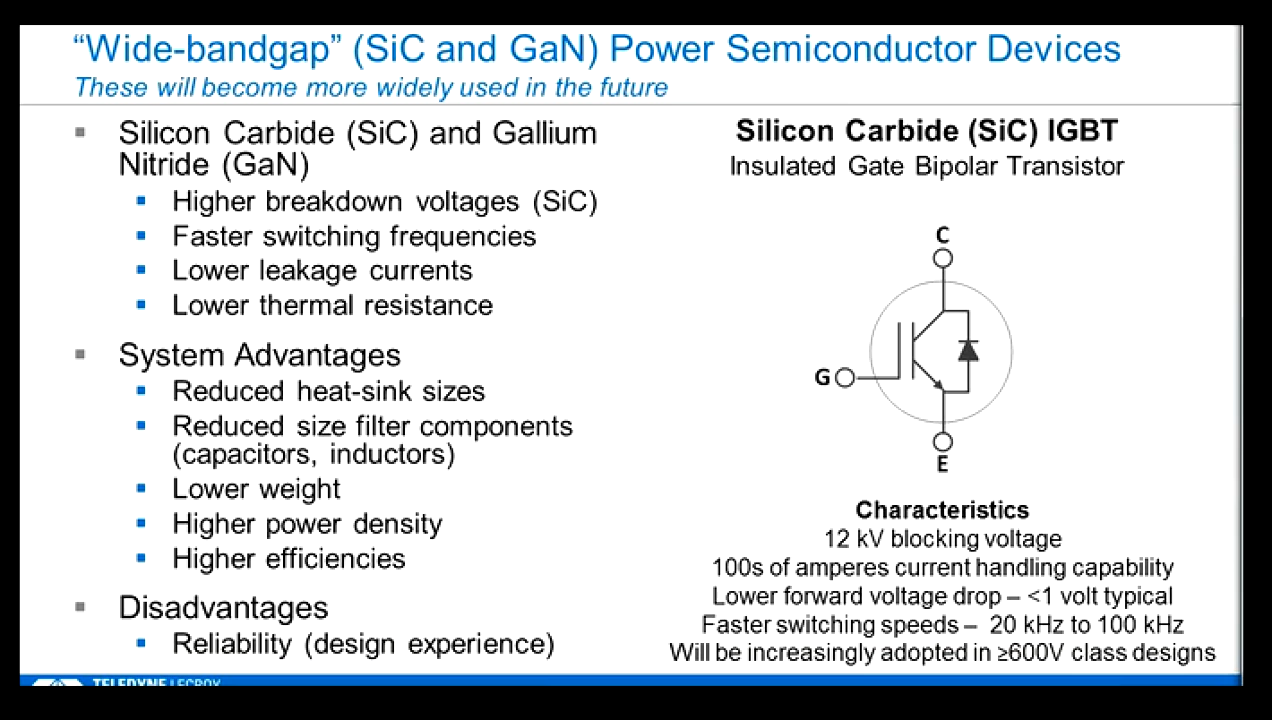 “Wide-bandgap” (SiC and GaN) Power Semiconductor Devices
These will become more widely used in the future
Silicon Carbide (SiC) and Gallium
Nitride (GaN)
Higher breakdown voltages (SiC)
Faster switching frequencies
Lower leakage currents
Lower thermal resistance
System Advantages
Reduced heat-sink sizes
Reduced size filter components
(capacitors, inductors)
Lower weight
Higher power density
Higher efficiencies
Disadvantages
Reliability (design experience)
Silicon Carbide (SiC) IGBT
Insulated Gate Bipolar Transistor
C
G
E
Characteristics
12 kV blocking voltage
100s of amperes current handling capability
Lower forward voltage drop – <1 volt typical
Faster switching speeds – 20 kHz to 100 kHz
Will be increasingly adopted in ≥600V class designs
TELEDYNE LECROY